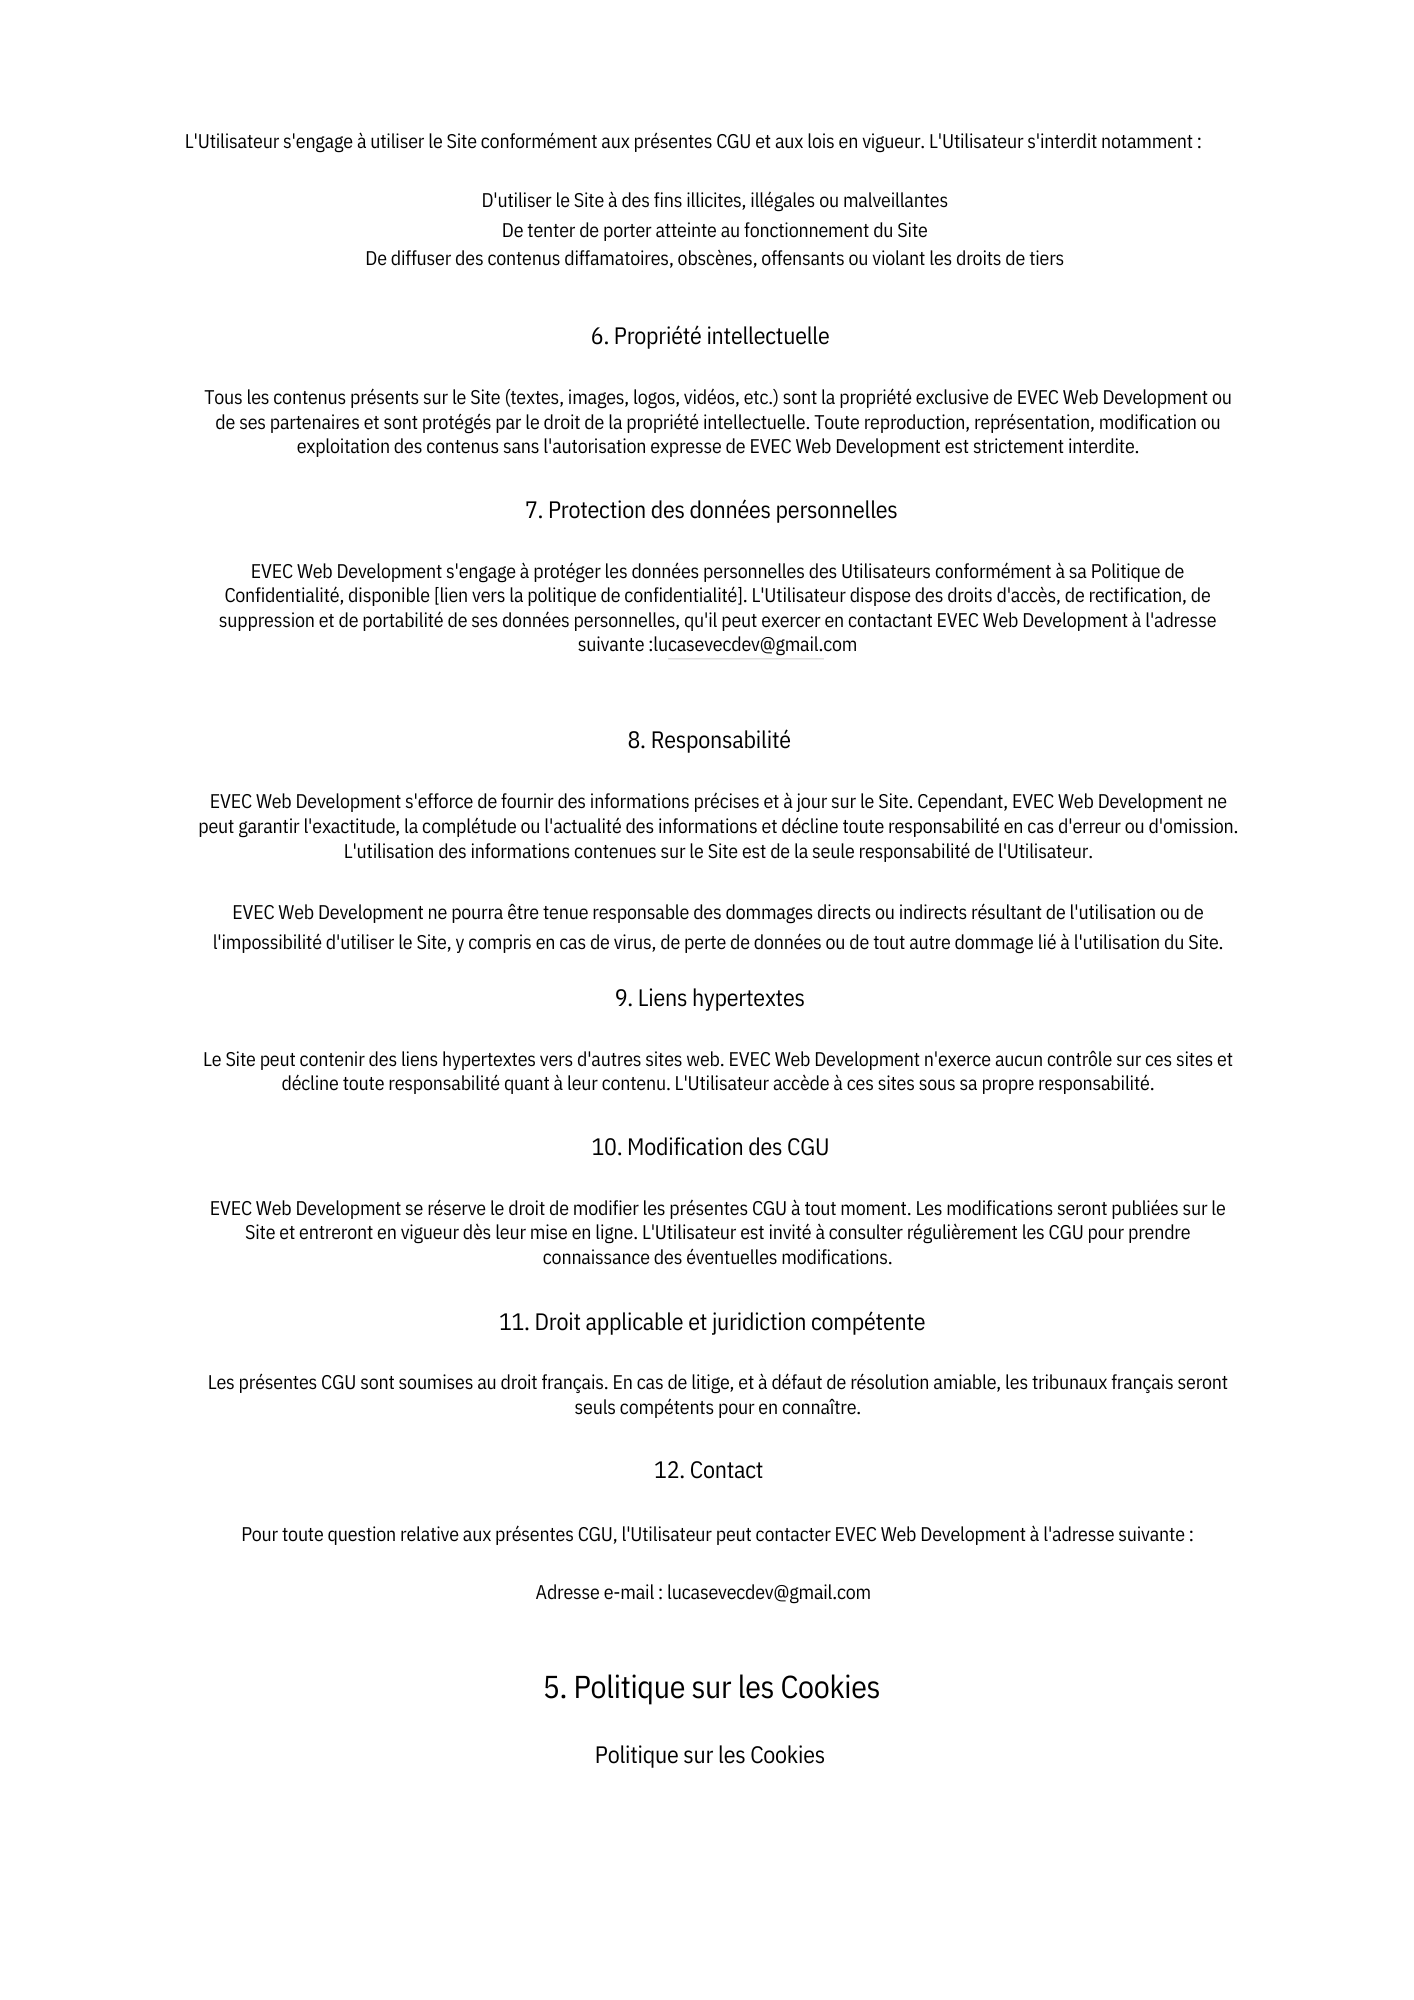 L'Utilisateur s'engage à utiliser le Site conformément aux présentes CGU et aux lois en vigueur. L'Utilisateur s'interdit notamment :
D'utiliser le Site à des fins illicites, illégales ou malveillantes
De tenter de porter atteinte au fonctionnement du Site
De diffuser des contenus diffamatoires, obscènes, offensants ou violant les droits de tiers
6. Propriété intellectuelle
Tous les contenus présents sur le Site (textes, images, logos, vidéos, etc.) sont la propriété exclusive de EVEC Web Development ou
de ses partenaires et sont protégés par le droit de la propriété intellectuelle. Toute reproduction, représentation, modification ou
exploitation des contenus sans l'autorisation expresse de EVEC Web Development est strictement interdite.
7. Protection des données personnelles
EVEC Web Development s'engage à protéger les données personnelles des Utilisateurs conformément à sa Politique de
Confidentialité, disponible [lien vers la politique de confidentialité]. L'Utilisateur dispose des droits d'accès, de rectification, de
suppression et de portabilité de ses données personnelles, qu'il peut exercer en contactant EVEC Web Development à l'adresse
suivante :lucasevecdev@gmail.com
8. Responsabilité
EVEC Web Development s'efforce de fournir des informations précises et à jour sur le Site. Cependant, EVEC Web Development ne
peut garantir l'exactitude, la complétude ou l'actualité des informations et décline toute responsabilité en cas d'erreur ou d'omission.
L'utilisation des informations contenues sur le Site est de la seule responsabilité de l'Utilisateur.
EVEC Web Development ne pourra être tenue responsable des dommages directs ou indirects résultant de l'utilisation ou de
l'impossibilité d'utiliser le Site, y compris en cas de virus, de perte de données ou de tout autre dommage lié à l'utilisation du Site.
9. Liens hypertextes
Le Site peut contenir des liens hypertextes vers d'autres sites web. EVEC Web Development n'exerce aucun contrôle sur ces sites et
décline toute responsabilité quant à leur contenu. L'Utilisateur accède à ces sites sous sa propre responsabilité.
10. Modification des CGU
EVEC Web Development se réserve le droit de modifier les présentes CGU à tout moment. Les modifications seront publiées sur le
Site et entreront en vigueur dès leur mise en ligne. L'Utilisateur est invité à consulter régulièrement les CGU pour prendre
connaissance des éventuelles modifications.
11. Droit applicable et juridiction compétente
Les présentes CGU sont soumises au droit français. En cas de litige, et à défaut de résolution amiable, les tribunaux français seront
seuls compétents pour en connaître.
12. Contact
Pour toute question relative aux présentes CGU, l'Utilisateur peut contacter EVEC Web Development à l'adresse suivante :
Adresse e-mail : lucasevecdev@gmail.com
5. Politique sur les Cookies
Politique sur les Cookies